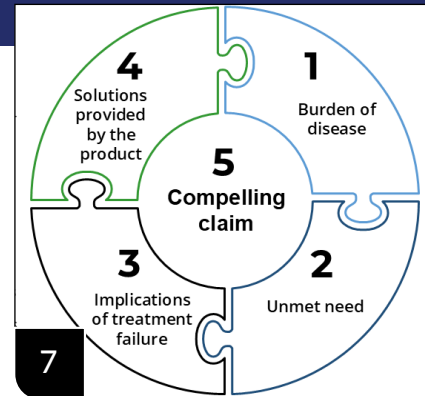 4
Solutions
provided
by the
product
1
Burden of
disease
5
Compelling
claim
3
Implications
of treatment
failure
2
Unmet need
7